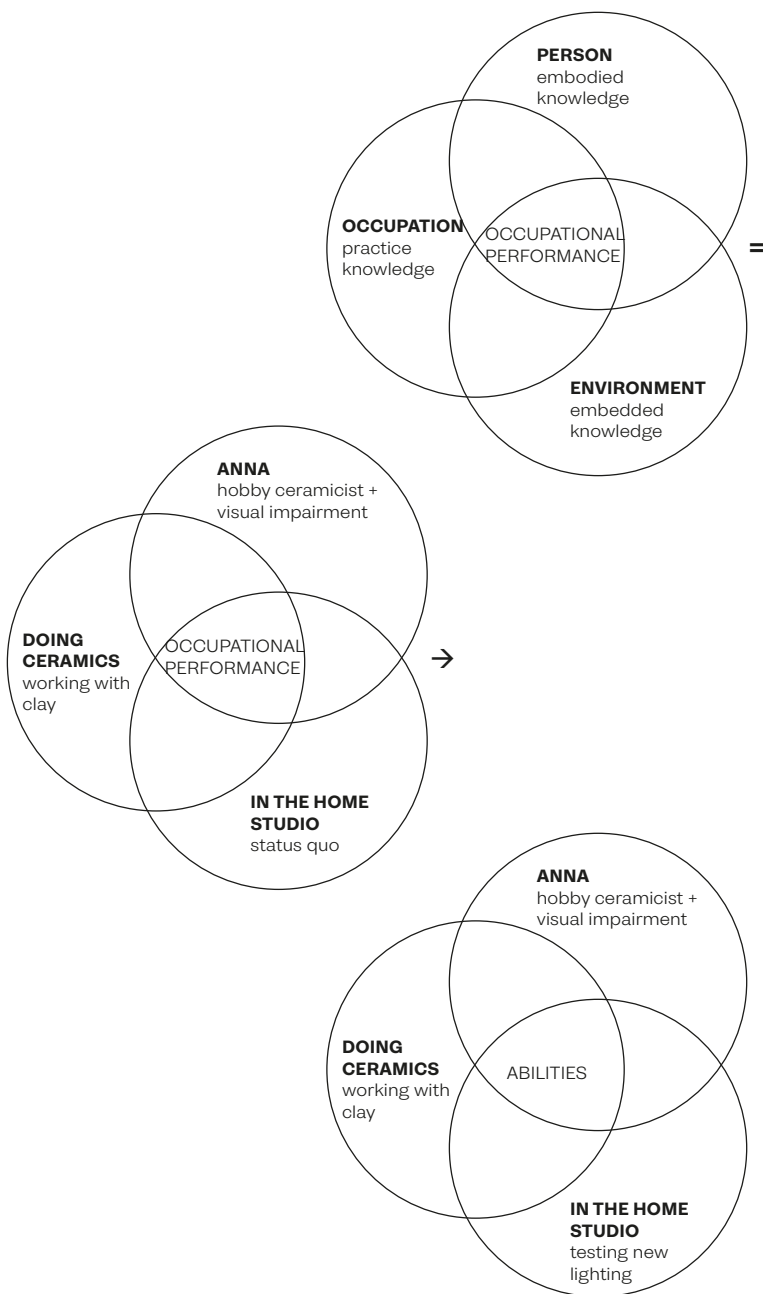 PERSON
embodied
knowledge
OCCUPATION
practice
knowledge
OCCUPATIONAL
PERFORMANCE
=
ENVIRONMENT
embedded
knowledge
ANNA
hobby ceramicist +
visual impairment
DOING
CERAMICS
working with
clay
OCCUPATIONAL
PERFORMANCE
→
IN THE HOME
STUDIO
status quo
ANNA
hobby ceramicist +
visual impairment
DOING
CERAMICS
working with
clay
ABILITIES
IN THE HOME
STUDIO
testing new
lighting